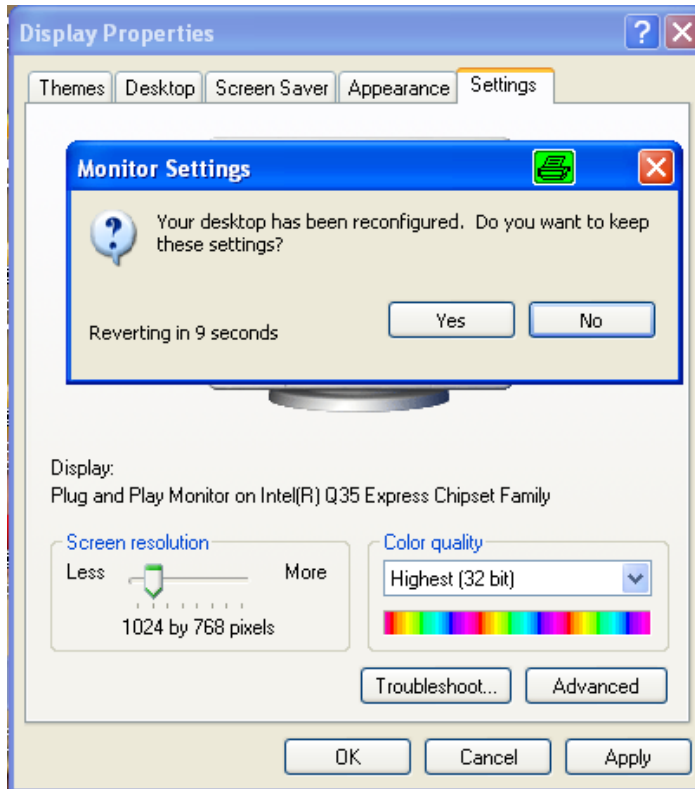 Display Properties
?
Themes Desktop Screen Saver Appearance Settings
Monitor Settings
Your desktop has been reconfigured. Do you want to keep
these settings?
Reverting in 9 seconds Yes No
Display:
Plug and Play Monitor on Intel(R) Q35 Express Chipset Family
Screen resolution
Less More
1024 by 768 pixels
Color quality
Highest (32 bit)
Troubleshoot... Advanced
OK Cancel Apply